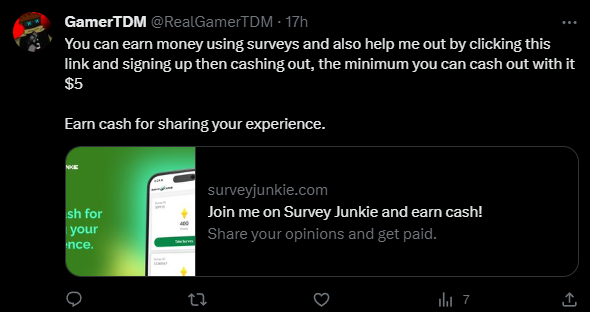 GamerTDM @RealGamerTDM · 17h
You can earn money using surveys and also help me out by clicking this
link and signing up then cashing out, the minimum you can cash out with it
$5
Earn cash for sharing your experience.
surveyjunkie.com
Join me on Survey Junkie and earn cash!
Share your opinions and get paid.
sh for
your
nce.
400
7